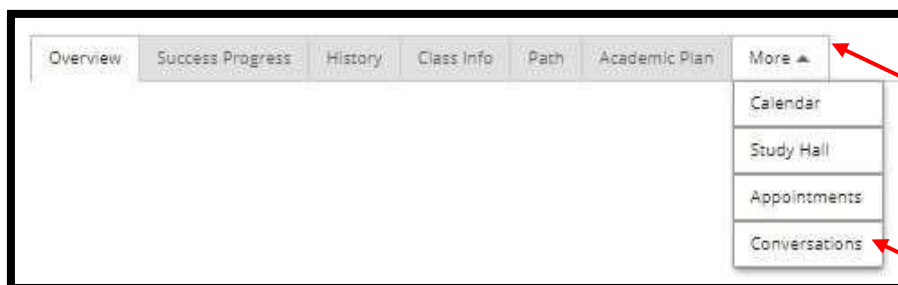 Overview Success Progress History Class Info Path Academic Plan More ▲
Calendar
Study Hall
Appointments
Conversations